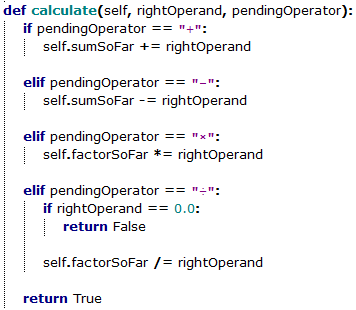 def calculate(self, rightOperand, pendingOperator):
    if pendingOperator == "+":
        self.sumSoFar += rightOperand

    elif pendingOperator == "-":
        self.sumSoFar -= rightOperand

    elif pendingOperator == "×":
        self.factorSoFar *= rightOperand

    elif pendingOperator == "÷":
        if rightOperand == 0.0:
            return False

        self.factorSoFar /= rightOperand

    return True